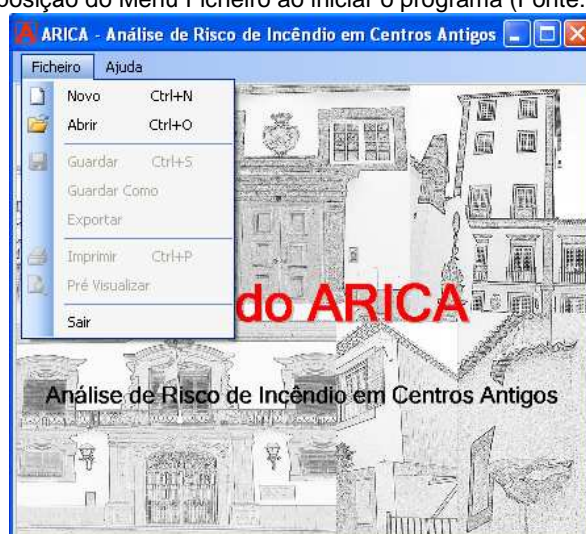 posição do Menu Ficheiro ao iniciar o programa (Fonte:
ARICA - Análise de Risco de Incêndio em Centros Antigos
Ficheiro Ajuda
Novo Ctrl+N
Abrir Ctrl+O
Guardar Ctrl+S
Guardar Como
Exportar
Imprimir Ctrl+P
Pré Visualizar
Sair
do ARICA
Análise de Risco de Incêndio em Centros Antigos